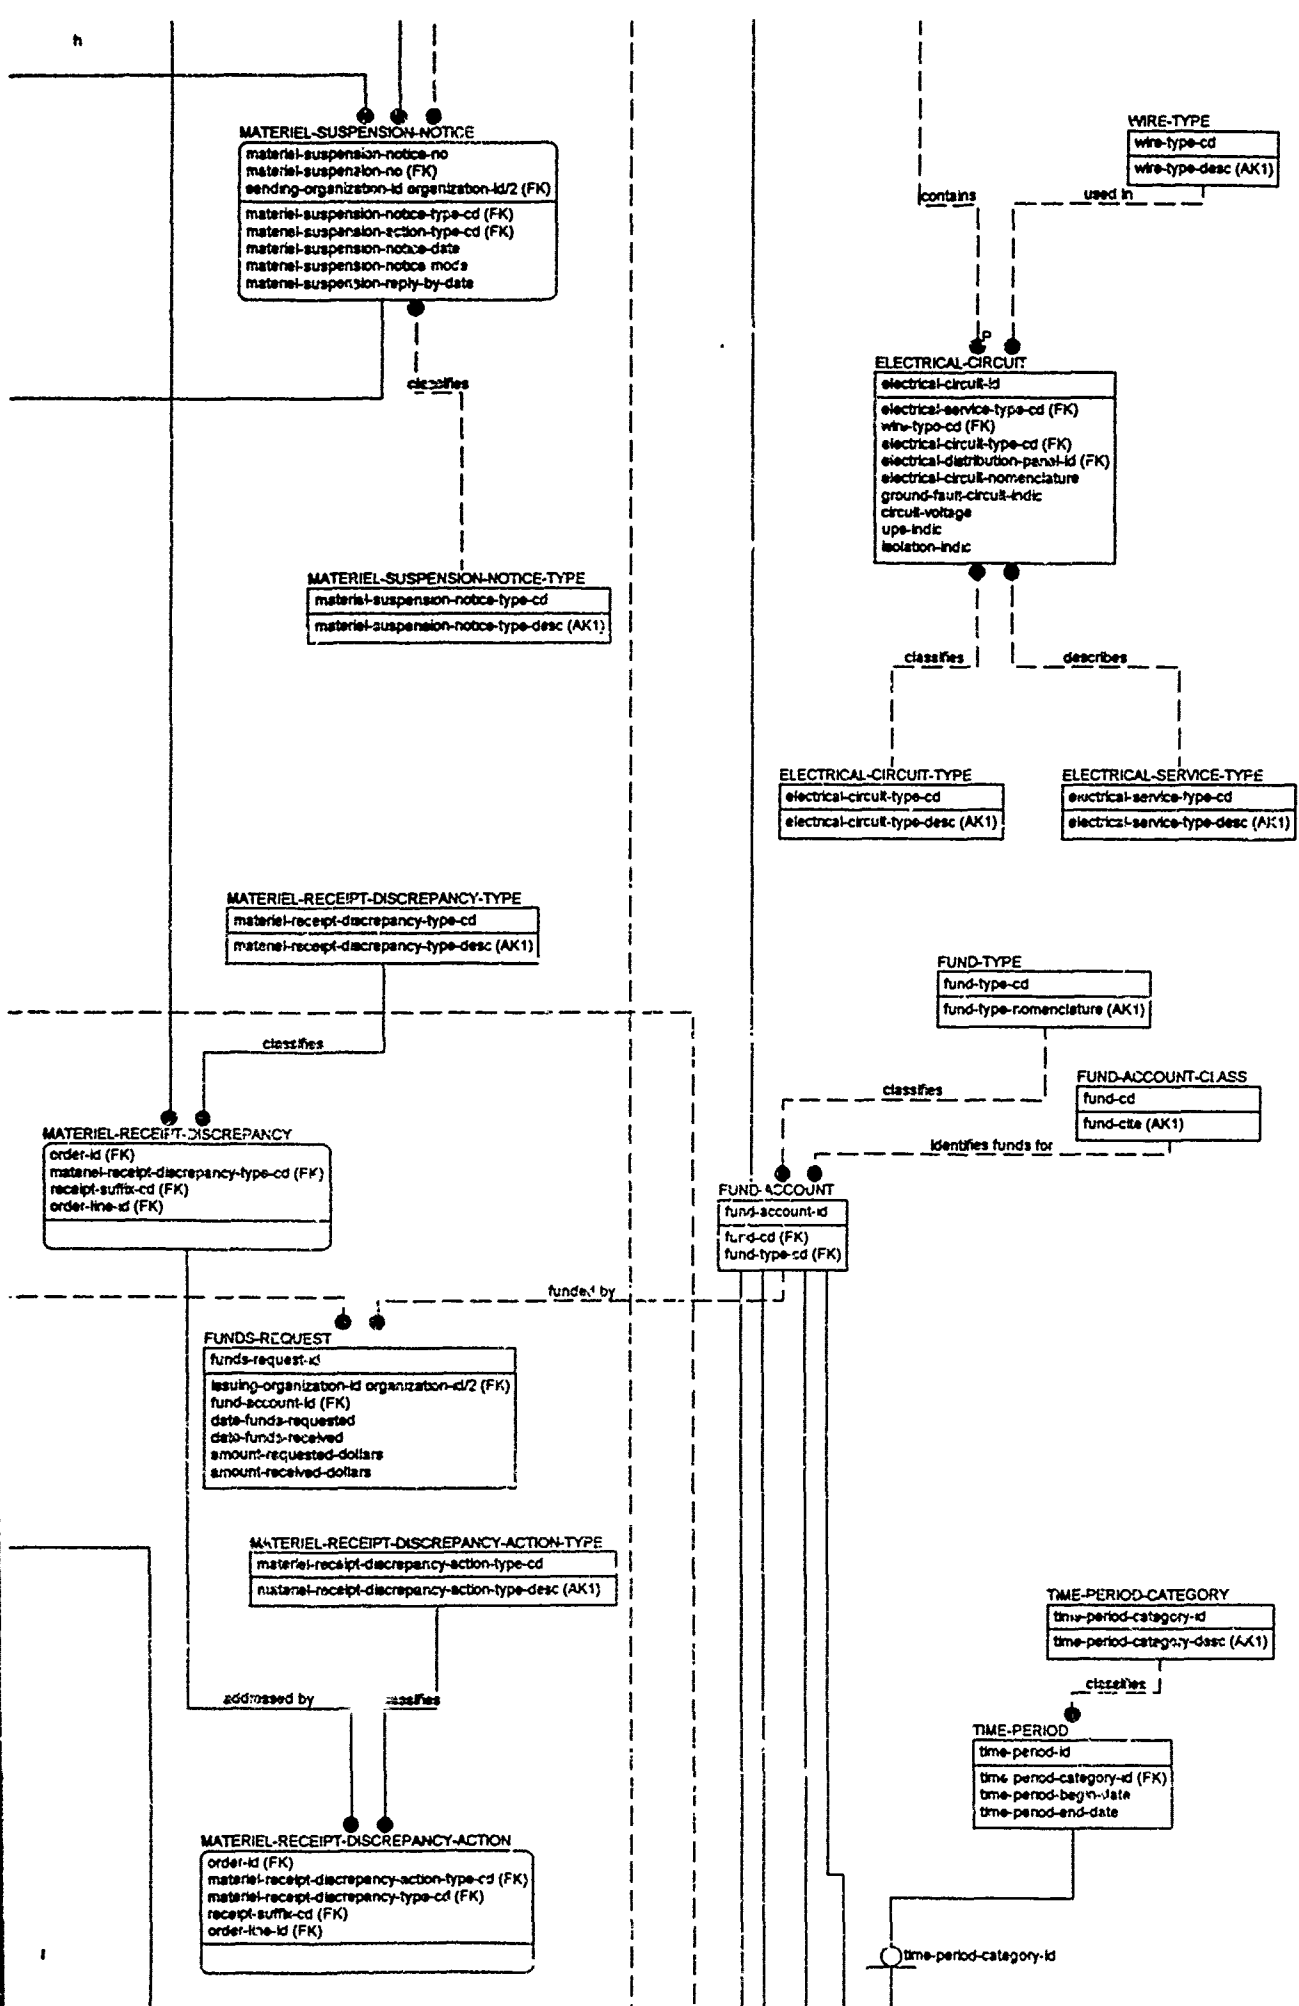 h
MATERIEL-SUSPENSION-NOTICE
materiel-suspension-notice-no
materiel-suspension-no (FK)
sending-organization-id organization-id/2 (FK)
materiel-suspension-notice-type-cd (FK)
materiel-suspension-action-type-cd (FK)
materiel-suspension-notice-date
materiel-suspension-notice
materiel-suspension-reply-by-date
classifies
MATERIEL-SUSPENSION-NOTICE-TYPE
materiel-suspension-notice-type-cd
materiel-suspension-notice-type-desc (AK1)
WIRE-TYPE
wire-type-cd
wire-type-desc (AK1)
contains
used in
P
ELECTRICAL-CIRCUIT
electrical-circuit-id
electrical-service-type-cd (FK)
wire-type-cd (FK)
electrical-circuit-type-cd (FK)
electrical-distribution-panel-id (FK)
electrical-circuit-nomenclature
ground-fault-circuit-indic
circuit-voltage
ups-indic
isolation-indic
classifies
describes
ELECTRICAL-CIRCUIT-TYPE
electrical-circuit-type-cd
electrical-circuit-type-desc (AK1)
ELECTRICAL-SERVICE-TYPE
electrical-service-type-cd
electrical-service-type-desc (AK1)
MATERIEL-RECEIPT-DISCREPANCY-TYPE
materiel-receipt-discrepancy-type-cd
materiel-receipt-discrepancy-type-desc (AK1)
classifies
FUND-TYPE
fund-type-cd
fund-type-nomenclature (AK1)
classifies
FUND-ACCOUNT-CLASS
fund-cd
fund-cite (AK1)
identifies funds for
MATERIEL-RECEIPT-DISCREPANCY
order-id (FK)
materiel-receipt-discrepancy-type-cd (FK)
receipt-suffix-cd (FK)
order-line-id (FK)
FUND-ACCOUNT
fund-account-id
fund-cd (FK)
fund-type-cd (FK)
funded by
FUNDS-REQUEST
funds-request-id
issuing-organization-id organization-id/2 (FK)
fund-account-id (FK)
date-funds-requested
date-funds-received
amount-requested-dollars
amount-received-dollars
MATERIEL-RECEIPT-DISCREPANCY-ACTION-TYPE
materiel-receipt-discrepancy-action-type-cd
materiel-receipt-discrepancy-action-type-desc (AK1)
addressed by
classifies
MATERIEL-RECEIPT-DISCREPANCY-ACTION
order-id (FK)
materiel-receipt-discrepancy-action-type-cd (FK)
materiel-receipt-discrepancy-type-cd (FK)
receipt-suffix-cd (FK)
order-line-id (FK)
TIME-PERIOD-CATEGORY
time-period-category-id
time-period-category-desc (AK1)
classifies
TIME-PERIOD
time-period-id
time period-category-id (FK)
time-period-begin-date
time-period-end-date
time-period-category-id